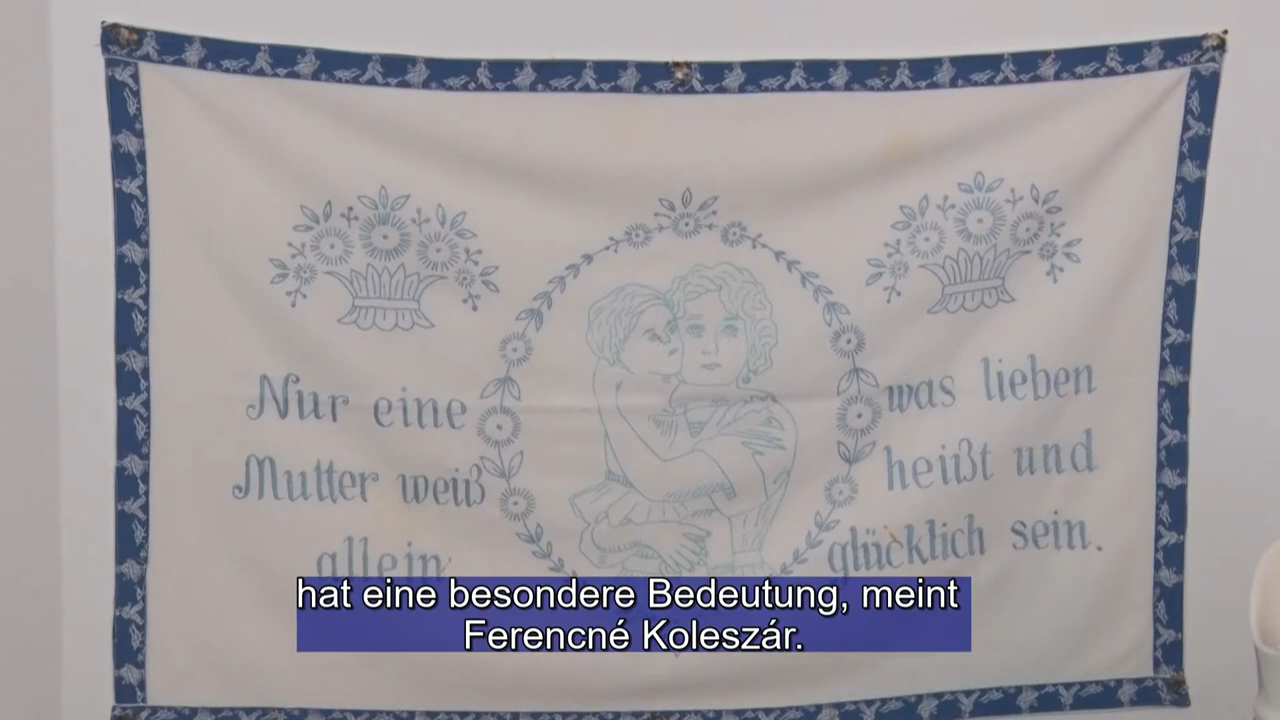 Nur eine
Mutter weiß
allein
was lieben
heißt und
glücklich sein.
hat eine besondere Bedeutung, meint
Ferencné Koleszár.